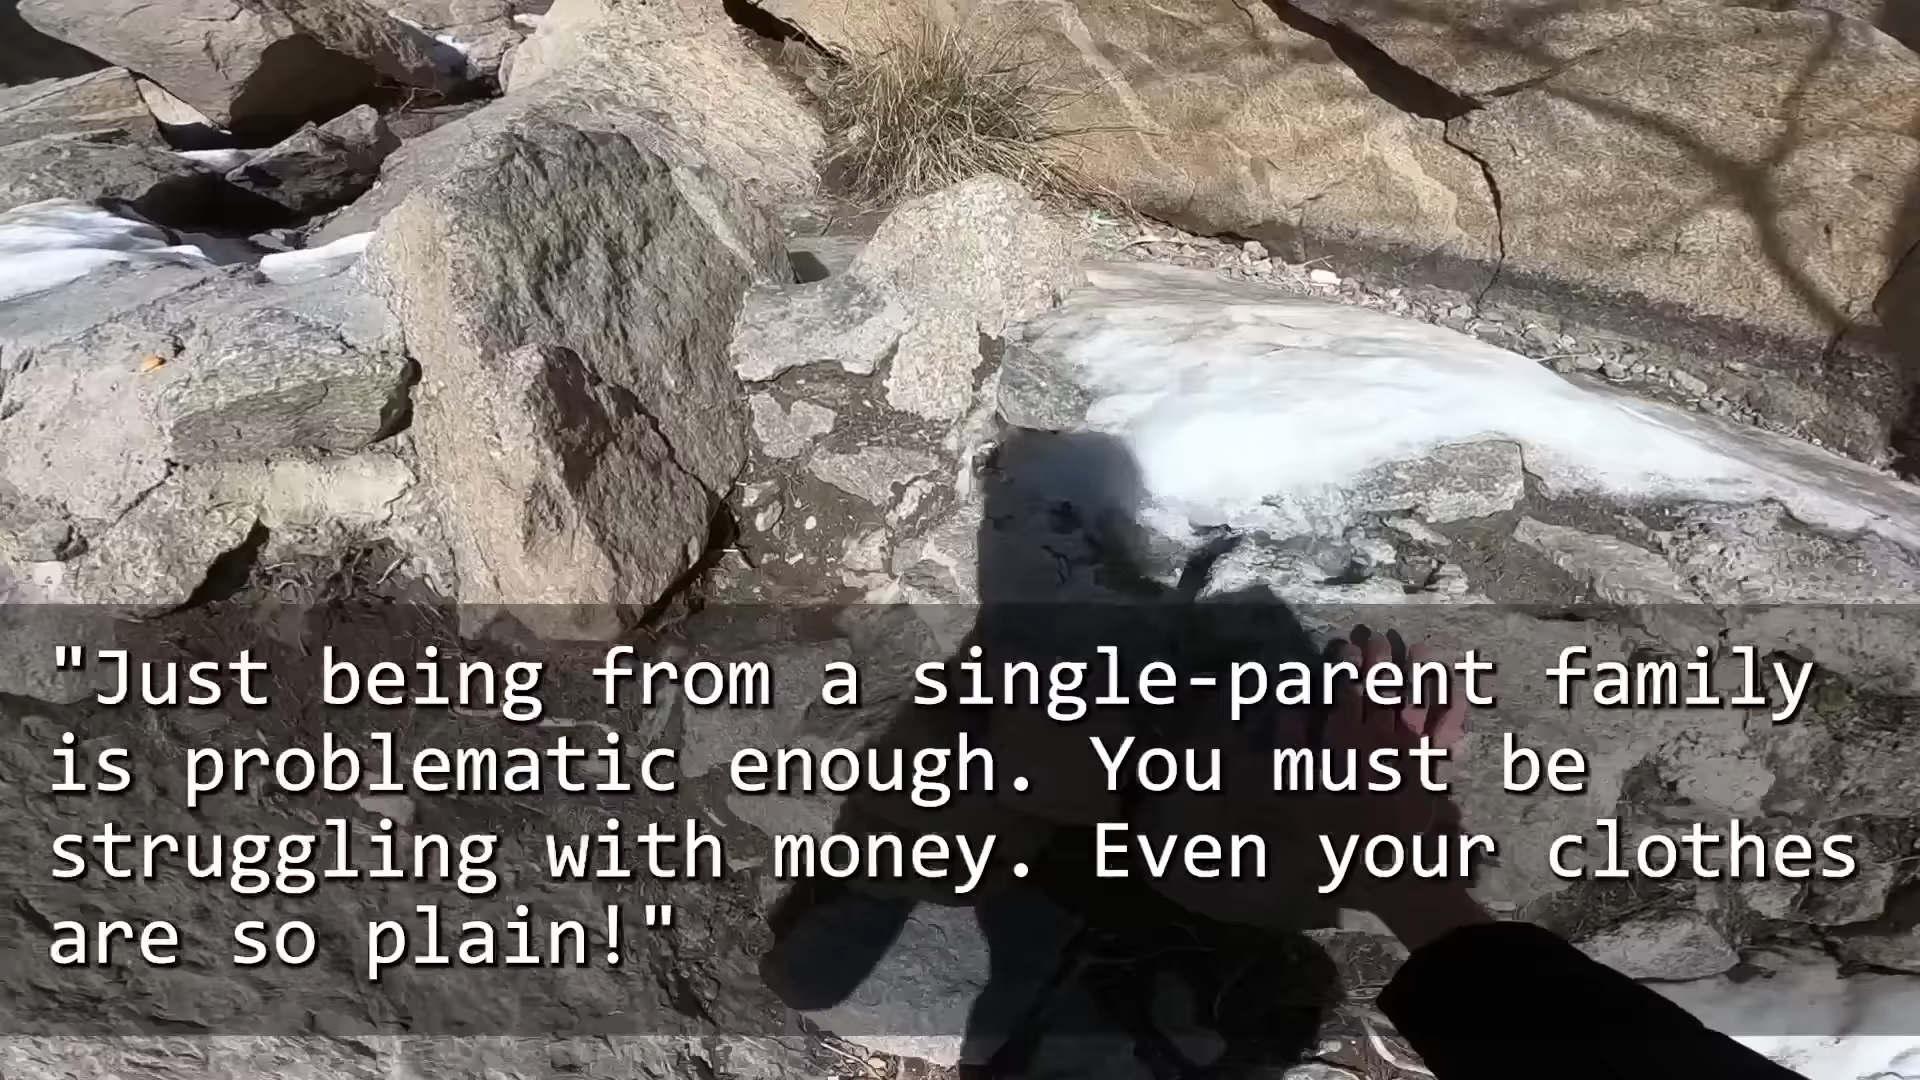 "Just being from a single-parent family
is problematic enough. You must be
struggling with money. Even your clothes
are so plain!"